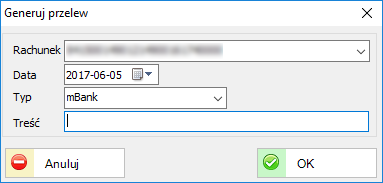 Generuj przelew
Rachunek
Data 2017-06-05
Typ mBank
Treść
Anuluj OK